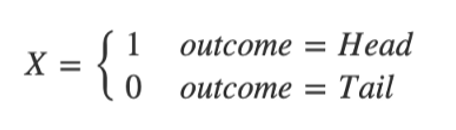 X = { 1 outcome = Head
0 outcome = Tail